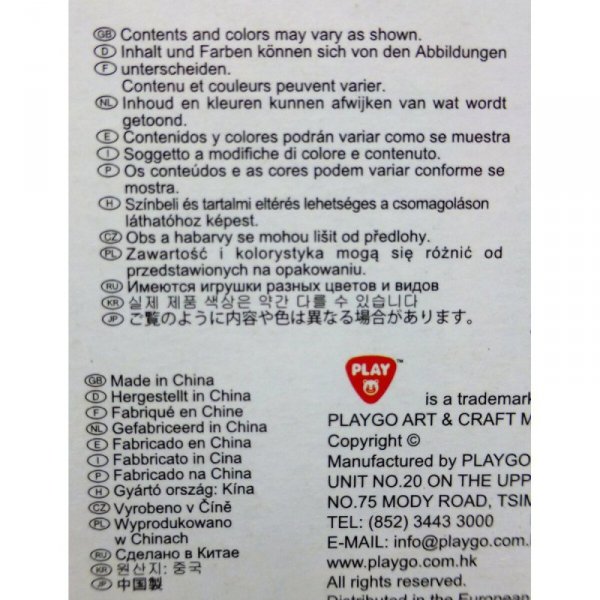 GB Contents and colors may vary as shown.
D Inhalt und Farben können sich von den Abbildungen
F unterscheiden.
Contenu et couleurs peuvent varier.
NL Inhoud en kleuren kunnen afwijken van wat wordt
getoond.
E Contenidos y colores podrán variar como se muestra
I Soggetto a modifiche di colore e contenuto.
P Os conteúdos e as cores podem variar conforme se
mostra.
H Színbeli és tartalmi eltérés lehetséges a csomagoláson
láthatóhoz képest.
CZ Obs a habarvy se mohou lišit od předlohy.
PL Zawartość i kolorystyka mogą się różnić od
przedstawionych na opakowaniu.
RU Имеются игрушки разных цветов и видов
KR 실제 제품 색상은 약간 다를 수 있습니다
JP ご覧のように内容や色は異なる場合があります。
GB Made in China
D Hergestellt in China
F Fabriqué en Chine
NL Gefabriceerd in China
E Fabricado en China
I Fabbricato in Cina
P Fabricado na China
H Gyártó ország: Kína
CZ Vyrobeno v Číně
PL Wyprodukowano
w Chinach
RU Сделано в Китае
KR 원산지: 중국
JP 中国製
PLAY ™
is a trademark
PLAYGO ART & CRAFT M
Copyright ©
Manufactured by PLAYGO
UNIT NO.20 ON THE UPP
NO.75 MODY ROAD, TSIM
TEL: (852) 3443 3000
E-MAIL: info@playgo.com.
www.playgo.com.hk
All rights reserved.
Distributed in the European